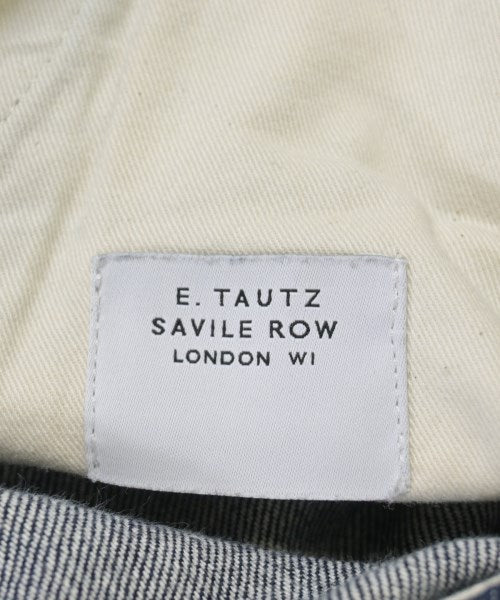 E. TAUTZ
SAVILE ROW
LONDON W1